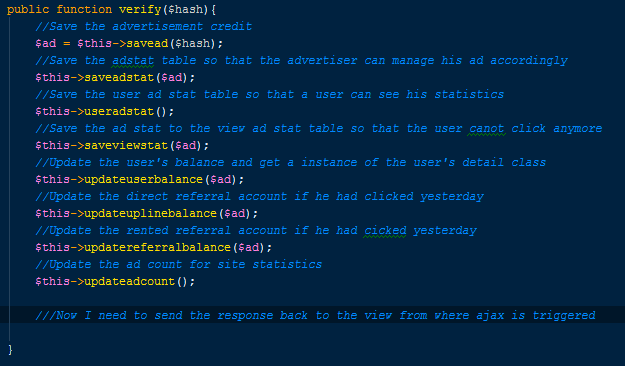 public function verify($hash){
//Save the advertisement credit
$ad = $this->savead($hash);
//Save the adstat table so that the advertiser can manage his ad accordingly
$this->saveadstat($ad);
//Save the user ad stat table so that a user can see his statistics
$this->useradstat();
//Save the ad stat to the view ad stat table so that the user canot click anymore
$this->saveviewstat($ad);
//Update the user's balance and get a instance of the user's detail class
$this->updateuserbalance($ad);
//Update the direct referral account if he had clicked yesterday
$this->updateuplinebalance($ad);
//Update the rented referral account if he had cicked yesterday
$this->updatereferralbalance($ad);
//Update the ad count for site statistics
$this->updateadcount();
///Now I need to send the response back to the view from where ajax is triggered
}